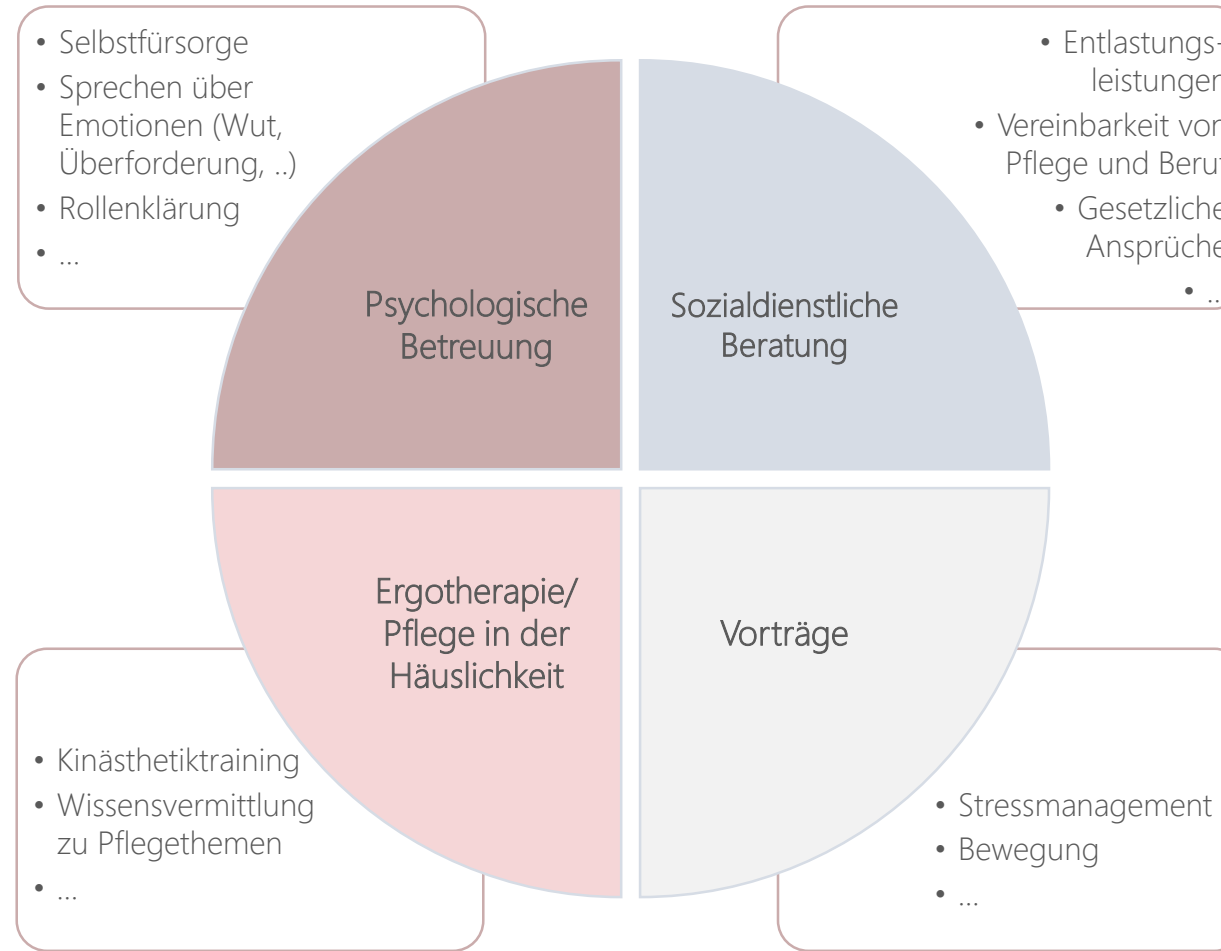 • Selbstfürsorge
• Sprechen über
Emotionen (Wut,
Überforderung, ..)
• Rollenklärung
• ...
• Entlastungs-
leistungen
• Vereinbarkeit von
Pflege und Beruf
• Gesetzliche
Ansprüche
• ...
Psychologische
Betreuung
Sozialdienstliche
Beratung
Ergotherapie/
Pflege in der
Häuslichkeit
Vorträge
• Kinästhetiktraining
• Wissensvermittlung
zu Pflegethemen
• ...
• Stressmanagement
• Bewegung
• ...